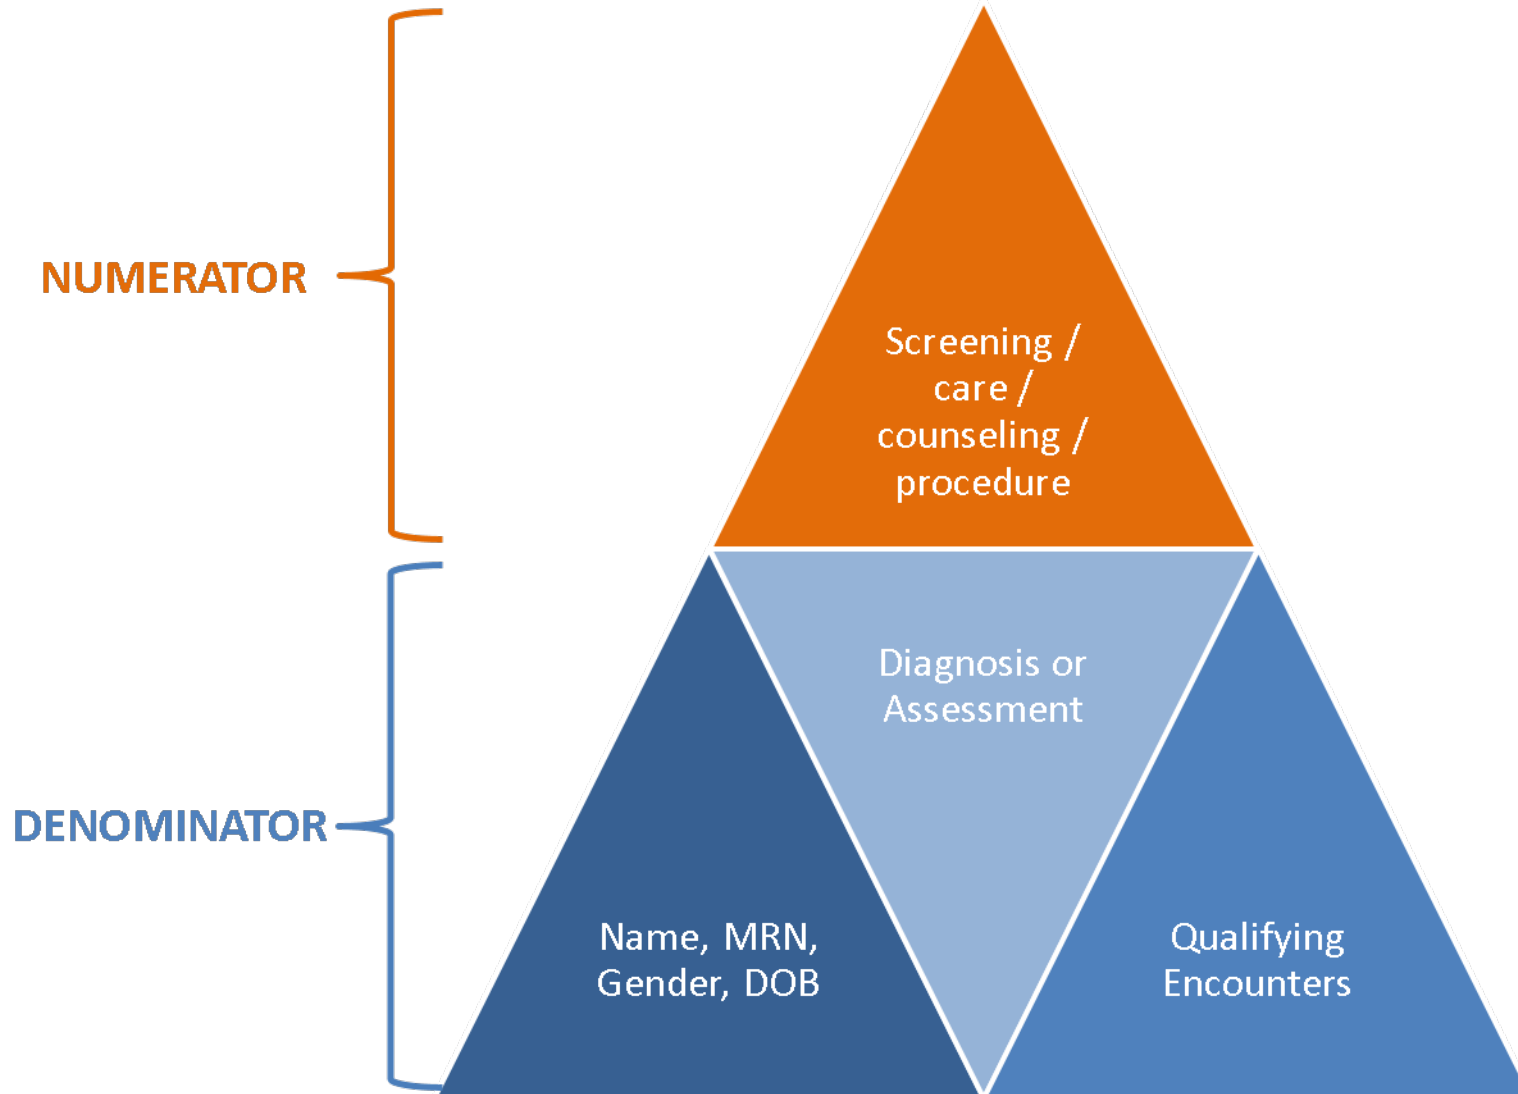 NUMERATOR
Screening /
care /
counseling /
procedure
Diagnosis or
Assessment
DENOMINATOR
Name, MRN,
Gender, DOB
Qualifying
Encounters